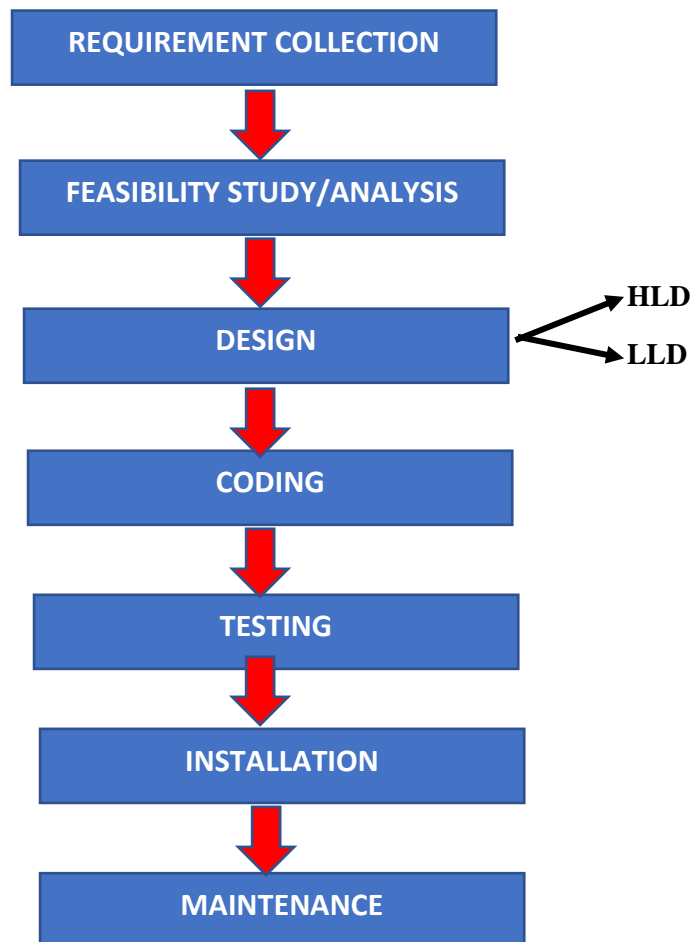 REQUIREMENT COLLECTION
FEASIBILITY STUDY/ANALYSIS
HLD
DESIGN
LLD
CODING
TESTING
INSTALLATION
MAINTENANCE